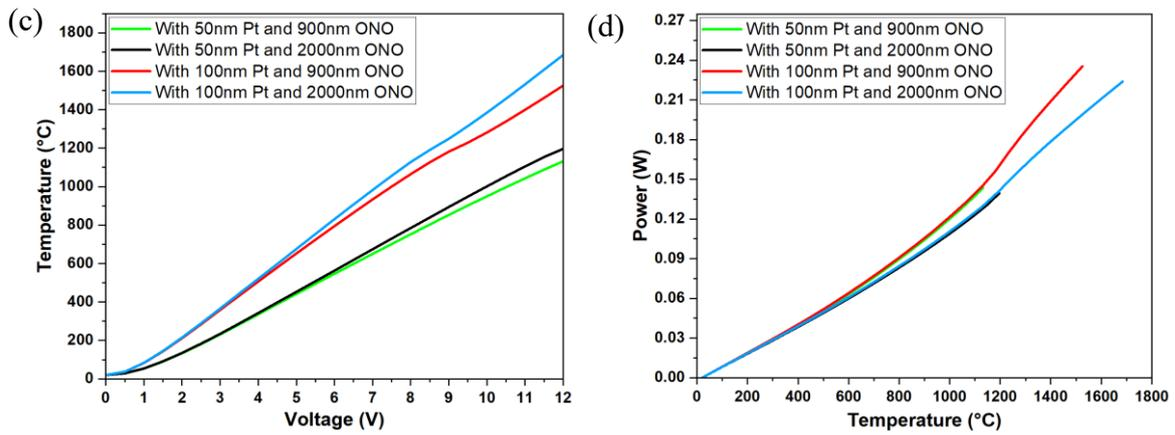 (c)
With 50nm Pt and 900nm ONO
With 50nm Pt and 2000nm ONO
With 100nm Pt and 900nm ONO
With 100nm Pt and 2000nm ONO
1800
1600
1400
1200
1000
800
600
400
200
0
Temperature (°C)
0 1 2 3 4 5 6 7 8 9 10 11 12
Voltage (V)
(d)
With 50nm Pt and 900nm ONO
With 50nm Pt and 2000nm ONO
With 100nm Pt and 900nm ONO
With 100nm Pt and 2000nm ONO
0.27
0.24
0.21
0.18
0.15
0.12
0.09
0.06
0.03
0.00
Power (W)
0 200 400 600 800 1000 1200 1400 1600 1800
Temperature (°C)